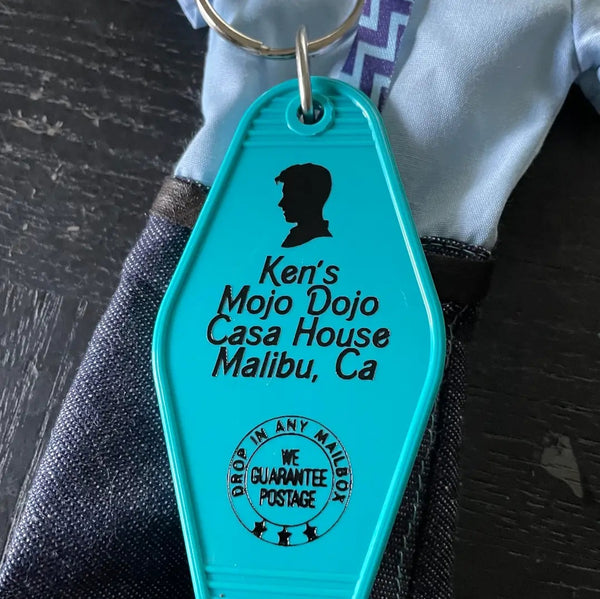 Ken's
Mojo Dojo
Casa House
Malibu, Ca
DROP IN ANY MAILBOX
WE
GUARANTEE
POSTAGE